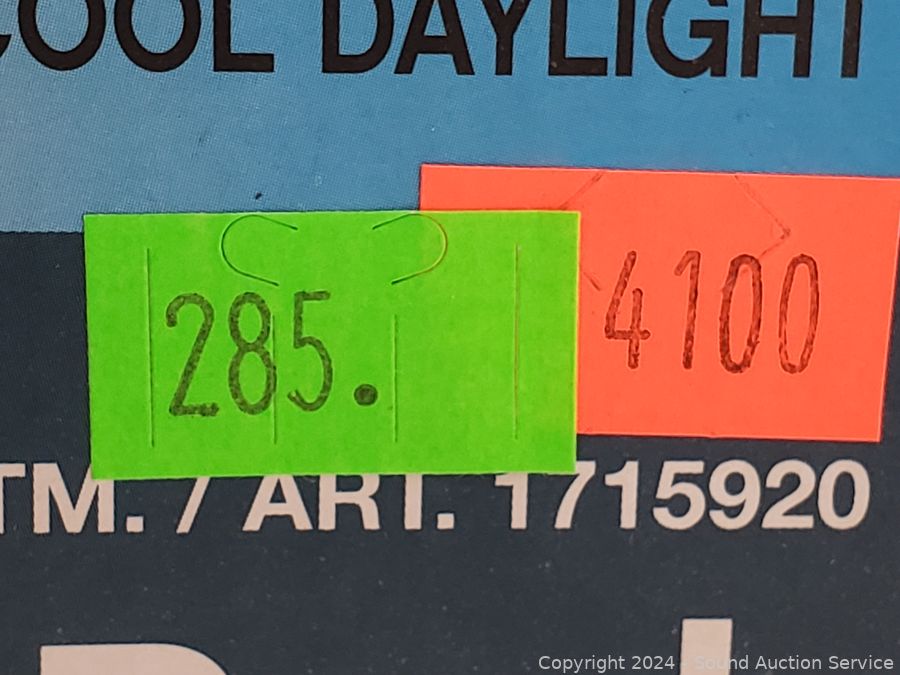 COOL DAYLIGHT
285.
4100
TM. / ART. 1715920
Copyright 2024 - Sound Auction Service